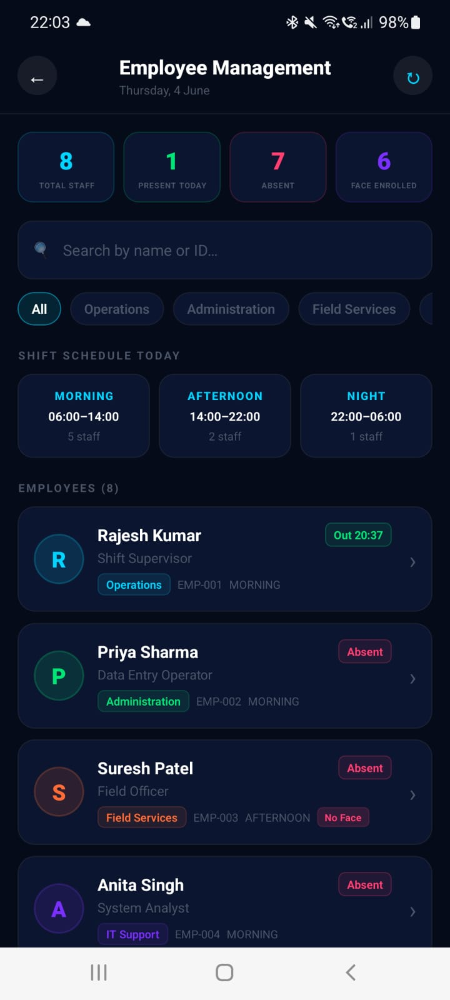 22:03
98%
←
Employee Management
Thursday, 4 June
↻
8
TOTAL STAFF
1
PRESENT TODAY
7
ABSENT
6
FACE ENROLLED
Search by name or ID...
All
Operations
Administration
Field Services
SHIFT SCHEDULE TODAY
MORNING
06:00–14:00
5 staff
AFTERNOON
14:00–22:00
2 staff
NIGHT
22:00–06:00
1 staff
EMPLOYEES (8)
R
Rajesh Kumar
Out 20:37
Shift Supervisor
Operations EMP-001 MORNING
P
Priya Sharma
Absent
Data Entry Operator
Administration EMP-002 MORNING
S
Suresh Patel
Absent
Field Officer
Field Services EMP-003 AFTERNOON No Face
A
Anita Singh
Absent
System Analyst
IT Support EMP-004 MORNING